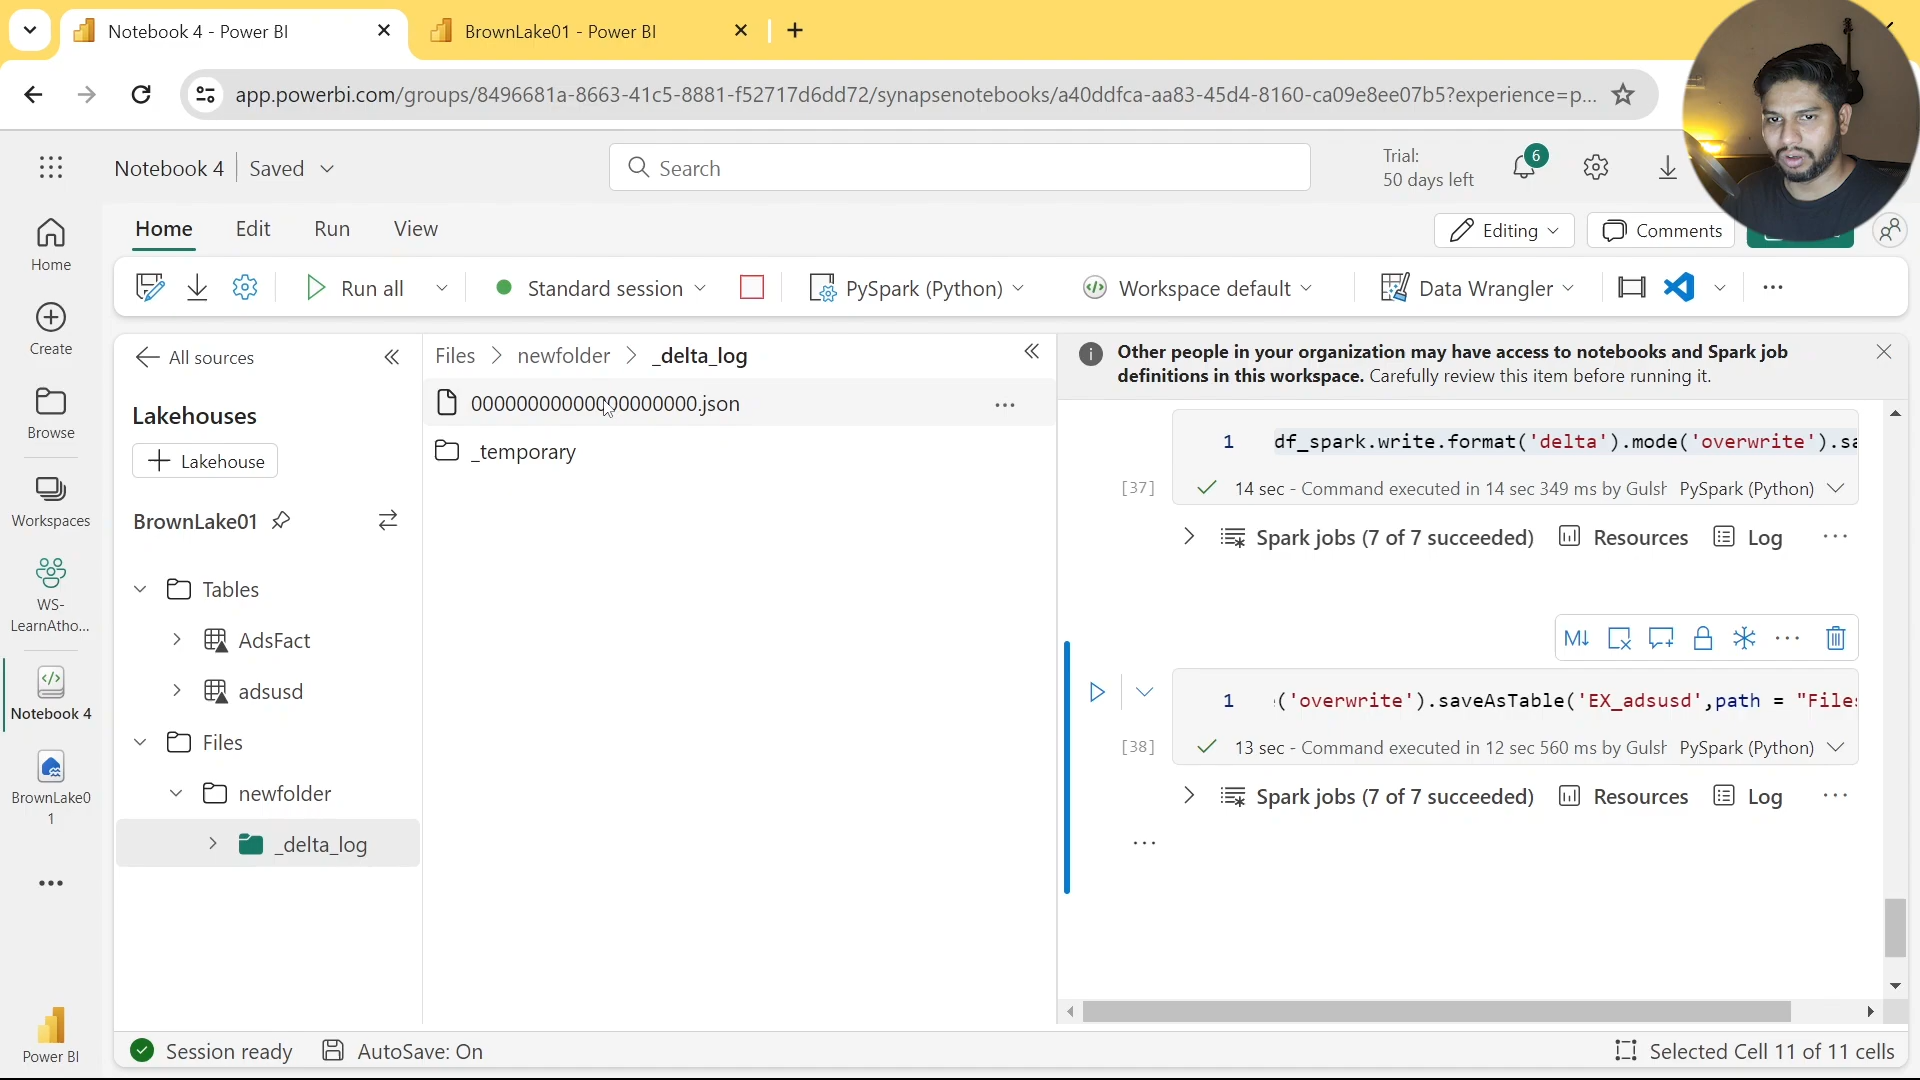 Notebook 4 - Power BI
BrownLake01 - Power BI
app.powerbi.com/groups/8496681a-8663-41c5-8881-f52717d6dd72/synapsenotebooks/a40ddfca-aa83-45d4-8160-ca09e8ee07b5?experience=p...
Notebook 4 Saved
Search
Trial:
50 days left
6
Home Edit Run View
Editing
Comments
Run all
Standard session
PySpark (Python)
Workspace default
Data Wrangler
Home
Create
Browse
Workspaces
WS-
LearnAtho...
Notebook 4
BrownLake0
1
Power BI
All sources
Lakehouses
Lakehouse
BrownLake01
Tables
AdsFact
adsusd
Files
newfolder
_delta_log
Files > newfolder > _delta_log
00000000000000000000.json
_temporary
Other people in your organization may have access to notebooks and Spark job
definitions in this workspace. Carefully review this item before running it.
1 df_spark.write.format('delta').mode('overwrite').sa
[37] 14 sec - Command executed in 14 sec 349 ms by Gulsh PySpark (Python)
Spark jobs (7 of 7 succeeded) Resources Log
M↓
1 ('overwrite').saveAsTable('EX_adsusd',path = "Files
[38] 13 sec - Command executed in 12 sec 560 ms by Gulsh PySpark (Python)
Spark jobs (7 of 7 succeeded) Resources Log
Session ready AutoSave: On
Selected Cell 11 of 11 cells